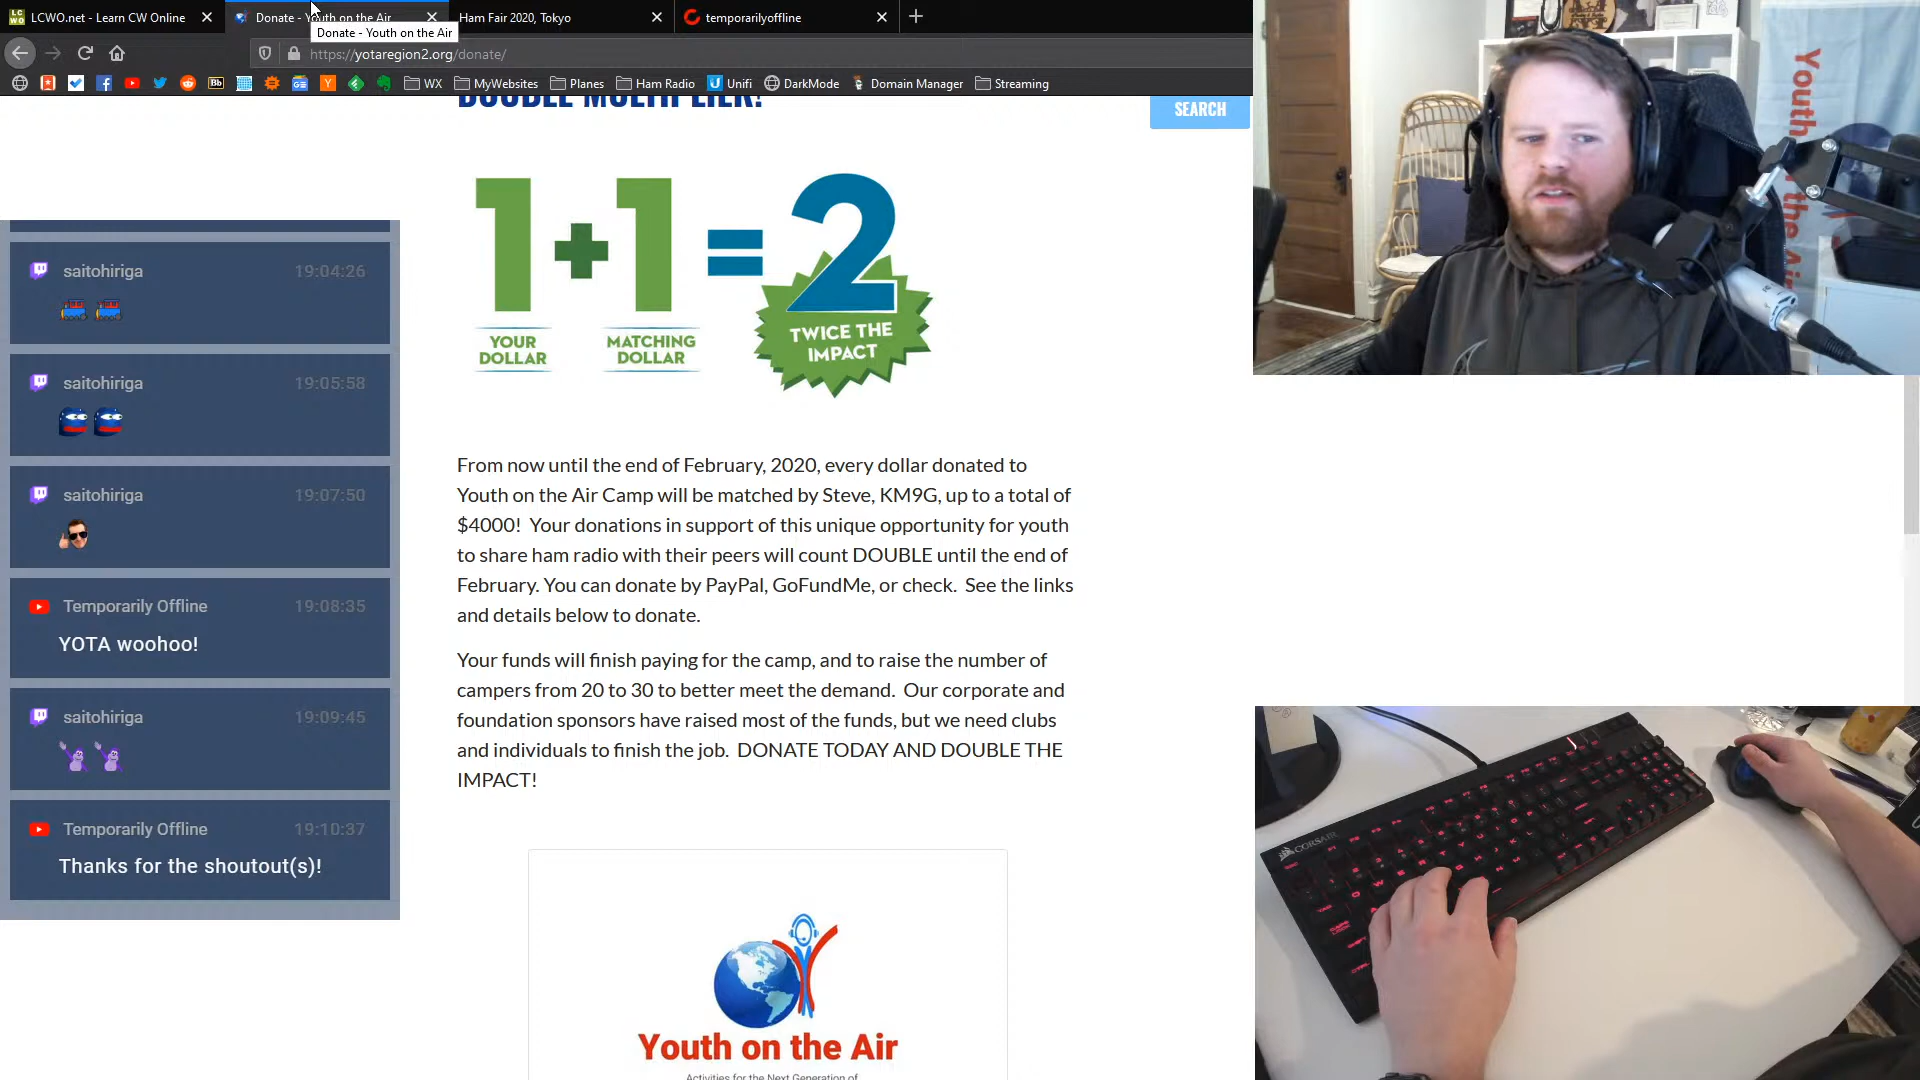 LCWO.net - Learn CW Online
Donate - Youth on the Air
Ham Fair 2020, Tokyo
temporarilyoffline
Donate - Youth on the Air
https://yotaregion2.org/donate/
WX
MyWebsites
Planes
Ham Radio
Unifi
DarkMode
Domain Manager
Streaming
DOUBLE MULTIPLIER!
SEARCH
1+1=2
YOUR
DOLLAR
MATCHING
DOLLAR
TWICE THE
IMPACT
saitohiriga 19:04:26
saitohiriga 19:05:58
saitohiriga 19:07:50
Temporarily Offline 19:08:35
YOTA woohoo!
saitohiriga 19:09:45
Temporarily Offline 19:10:37
Thanks for the shoutout(s)!
From now until the end of February, 2020, every dollar donated to
Youth on the Air Camp will be matched by Steve, KM9G, up to a total of
$4000! Your donations in support of this unique opportunity for youth
to share ham radio with their peers will count DOUBLE until the end of
February. You can donate by PayPal, GoFundMe, or check. See the links
and details below to donate.
Your funds will finish paying for the camp, and to raise the number of
campers from 20 to 30 to better meet the demand. Our corporate and
foundation sponsors have raised most of the funds, but we need clubs
and individuals to finish the job. DONATE TODAY AND DOUBLE THE
IMPACT!
Youth on the Air
Activities for the Next Generation of
Youth
the Air
CORSAIR